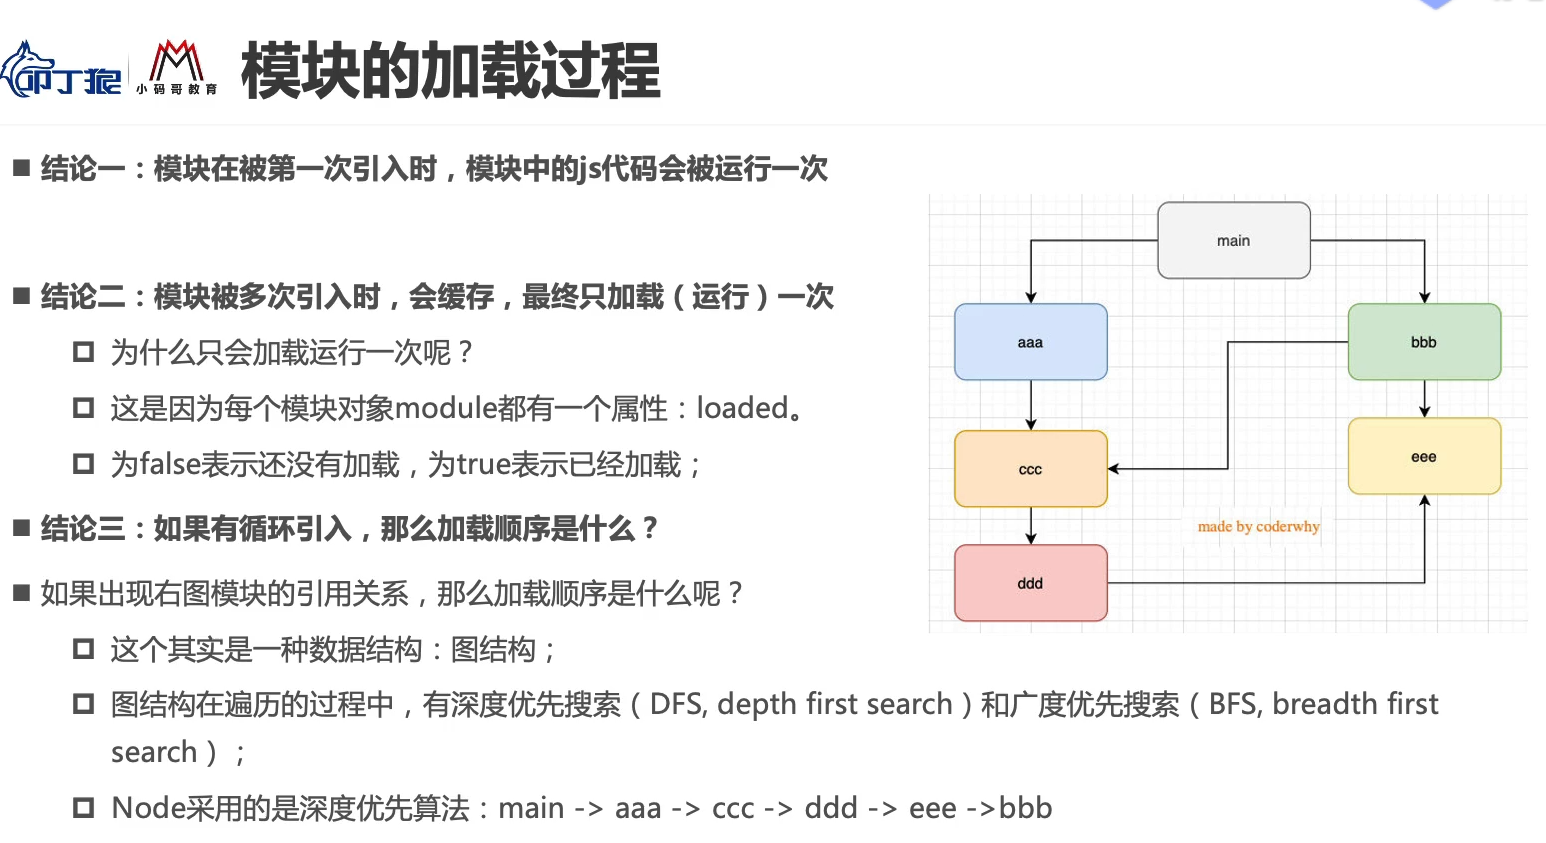 叩丁狼
小码哥教育
模块的加载过程
结论一：模块在被第一次引入时，模块中的js代码会被运行一次
结论二：模块被多次引入时，会缓存，最终只加载（运行）一次
为什么只会加载运行一次呢？
这是因为每个模块对象module都有一个属性：loaded。
为false表示还没有加载，为true表示已经加载；
结论三：如果有循环引入，那么加载顺序是什么？
如果出现右图模块的引用关系，那么加载顺序是什么呢？
这个其实是一种数据结构：图结构；
图结构在遍历的过程中，有深度优先搜索（DFS, depth first search）和广度优先搜索（BFS, breadth first
search）；
Node采用的是深度优先算法：main -> aaa -> ccc -> ddd -> eee ->bbb
main
aaa
bbb
ccc
eee
made by coderwhy
ddd